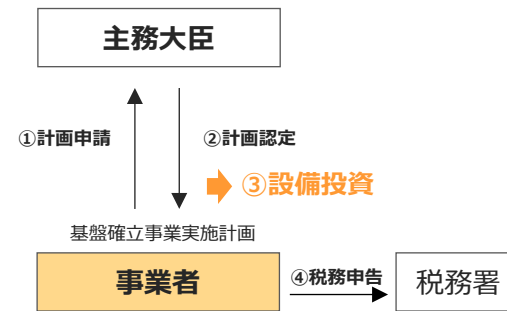 主務大臣
①計画申請
②計画認定
③設備投資
基盤確立事業実施計画
事業者
④税務申告
税務署